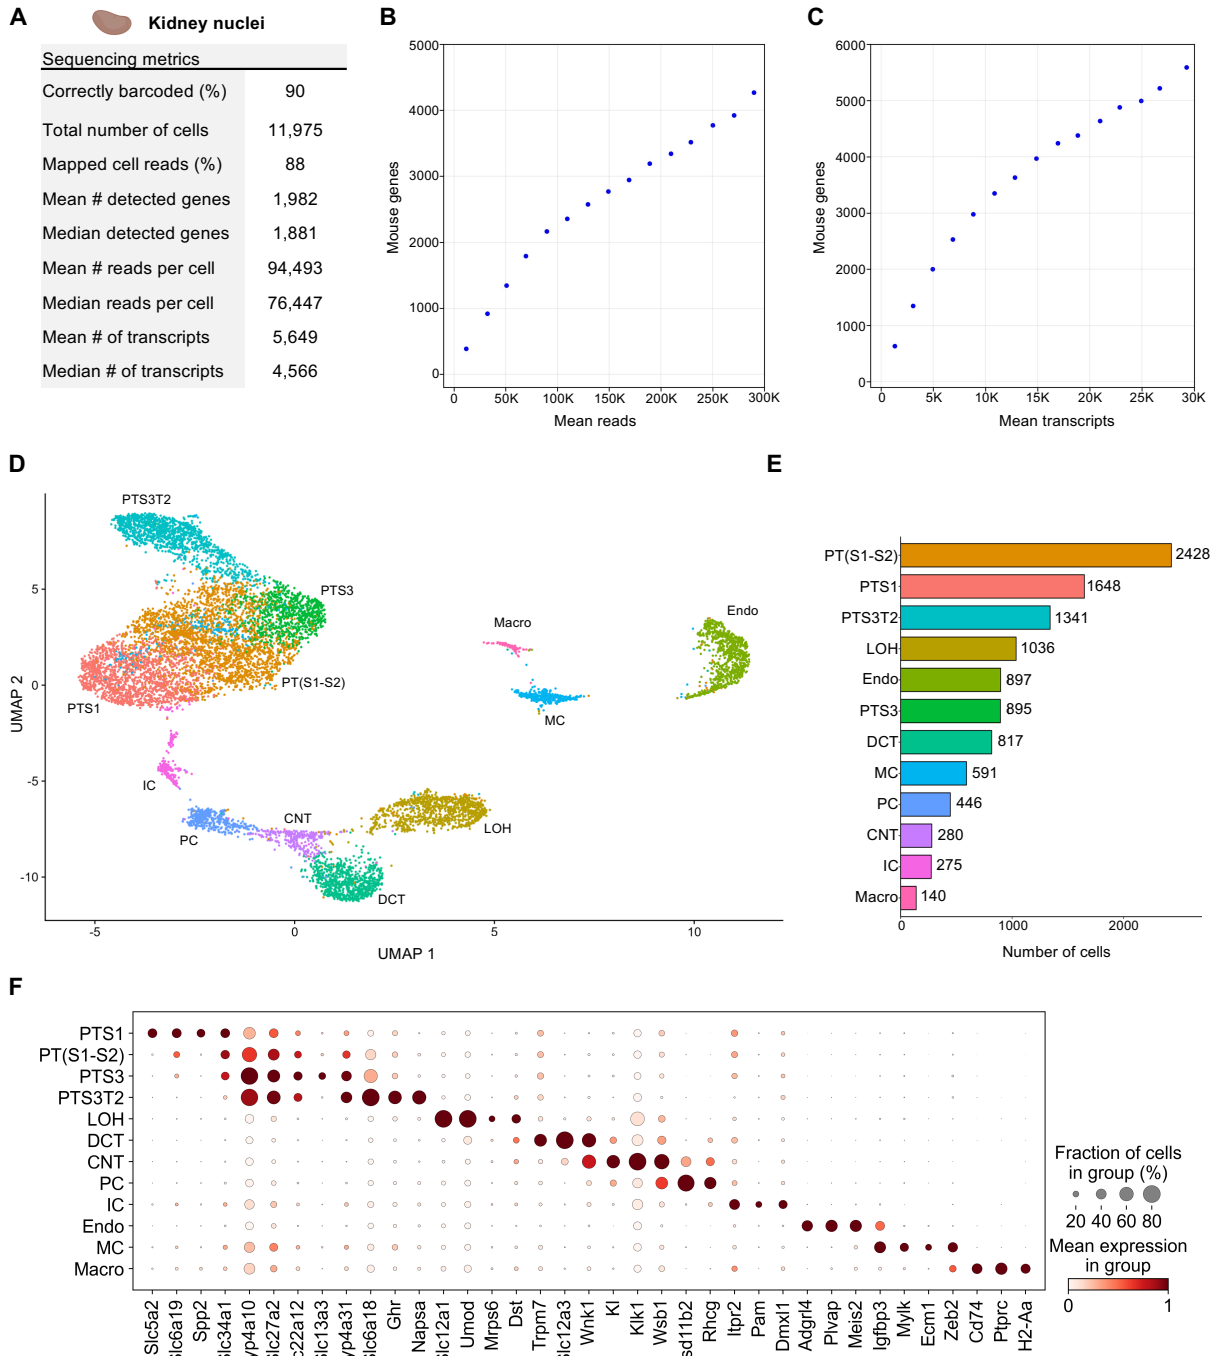 A
Kidney nuclei
Sequencing metrics
Correctly barcoded (%) 90
Total number of cells 11,975
Mapped cell reads (%) 88
Mean # detected genes 1,982
Median detected genes 1,881
Mean # reads per cell 94,493
Median reads per cell 76,447
Mean # of transcripts 5,649
Median # of transcripts 4,566
B
Mouse genes
5000
4000
3000
2000
1000
0
0 50K 100K 150K 200K 250K 300K
Mean reads
C
Mouse genes
6000
5000
4000
3000
2000
1000
0
0 5K 10K 15K 20K 25K 30K
Mean transcripts
D
PTS3T2
PTS3
PT(S1-S2)
PTS1
IC
PC
CNT
LOH
DCT
Macro
MC
Endo
UMAP 2
5
0
-5
-10
-5 0 5 10
UMAP 1
E
PT(S1-S2) 2428
PTS1 1648
PTS3T2 1341
LOH 1036
Endo 897
PTS3 895
DCT 817
MC 591
PC 446
CNT 280
IC 275
Macro 140
0 1000 2000
Number of cells
F
PTS1
PT(S1-S2)
PTS3
PTS3T2
LOH
DCT
CNT
PC
IC
Endo
MC
Macro
Slc5a2 Slc6a19 Spp2 Slc34a1 yp4a10 Slc27a2 c22a12 Slc13a3 yp4a31 Slc6a18 Ghr Napsa Slc12a1 Umod Mrps6 Dst Trpm7 Slc12a3 Wnk1 Kl Klk1 Wsb1 sd11b2 Rhcg Itpr2 Pam Dmxl1 Adgrl4 Plvap Meis2 Igfbp3 Mylk Ecm1 Zeb2 Cd74 Ptprc H2-Aa
Fraction of cells
in group (%)
20 40 60 80
Mean expression
in group
0 1